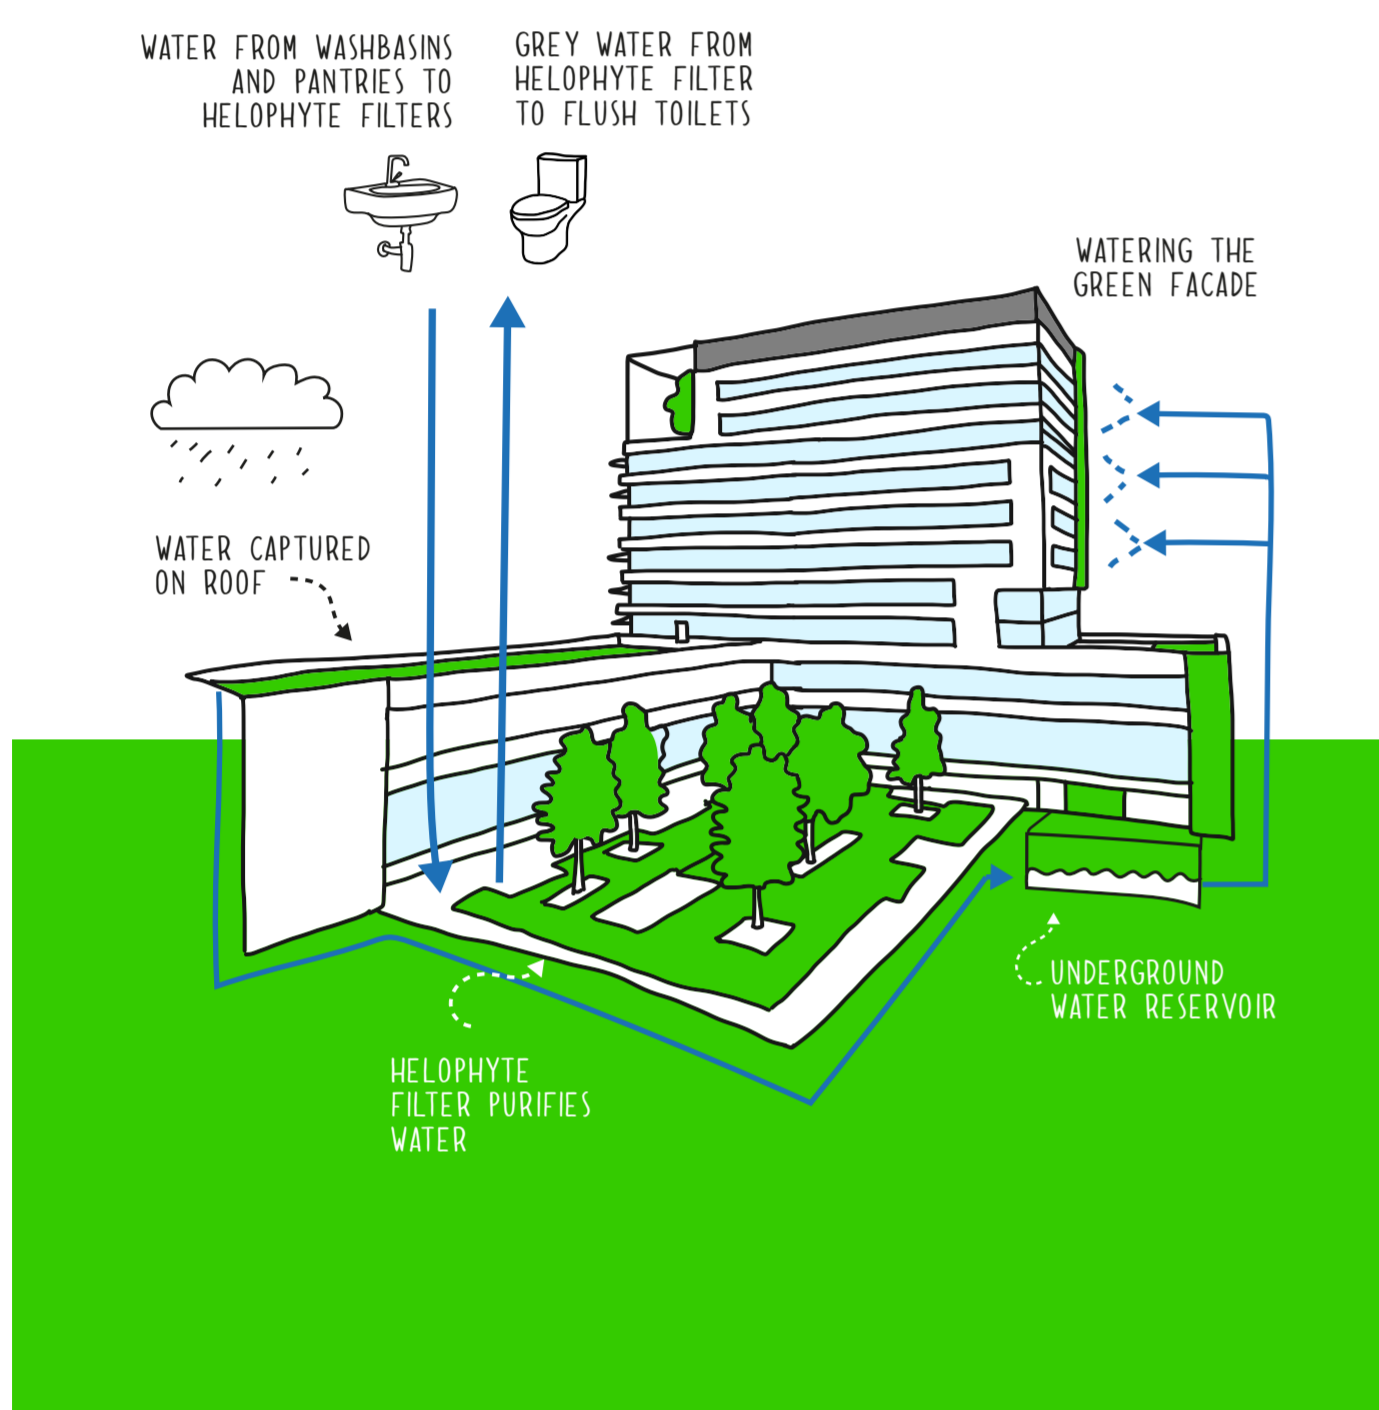 WATER FROM WASHBASINS
AND PANTRIES TO
HELOPHYTE FILTERS
GREY WATER FROM
HELOPHYTE FILTER
TO FLUSH TOILETS
WATERING THE
GREEN FACADE
WATER CAPTURED
ON ROOF
UNDERGROUND
WATER RESERVOIR
HELOPHYTE
FILTER PURIFIES
WATER